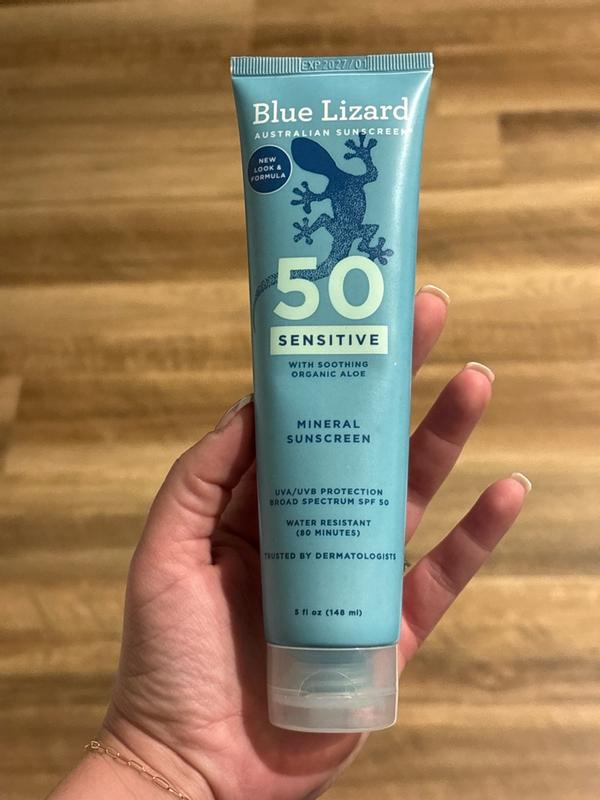 EXP 2027/01
Blue Lizard
AUSTRALIAN SUNSCREEN
NEW
LOOK &
FORMULA
50
SENSITIVE
WITH SOOTHING
ORGANIC ALOE
MINERAL
SUNSCREEN
UVA/UVB PROTECTION
BROAD SPECTRUM SPF 50
WATER RESISTANT
(80 MINUTES)
TRUSTED BY DERMATOLOGISTS
5 fl oz (148 ml)